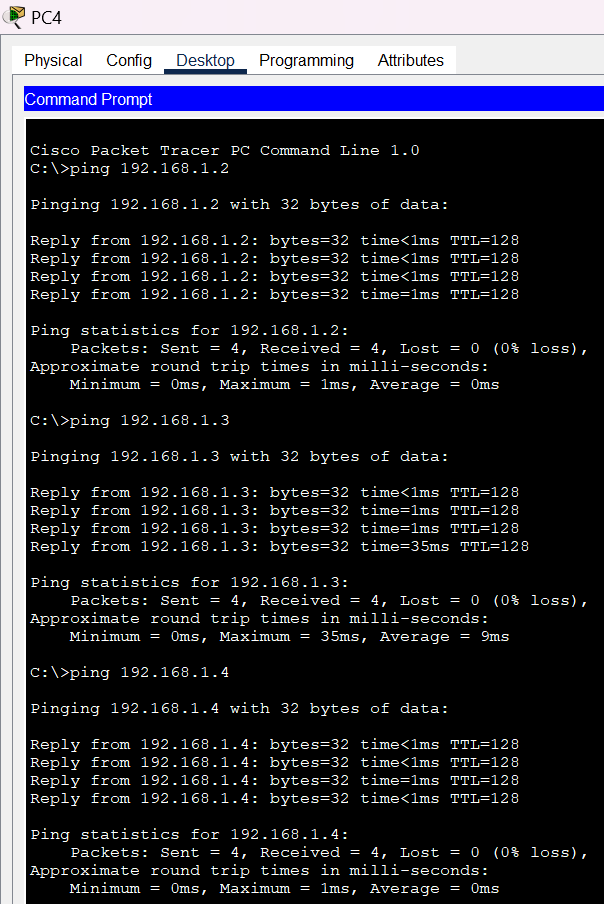 PC4
Physical Config Desktop Programming Attributes
Command Prompt
Cisco Packet Tracer PC Command Line 1.0
C:\>ping 192.168.1.2
Pinging 192.168.1.2 with 32 bytes of data:
Reply from 192.168.1.2: bytes=32 time<1ms TTL=128
Reply from 192.168.1.2: bytes=32 time<1ms TTL=128
Reply from 192.168.1.2: bytes=32 time<1ms TTL=128
Reply from 192.168.1.2: bytes=32 time=1ms TTL=128
Ping statistics for 192.168.1.2:
Packets: Sent = 4, Received = 4, Lost = 0 (0% loss),
Approximate round trip times in milli-seconds:
Minimum = 0ms, Maximum = 1ms, Average = 0ms
C:\>ping 192.168.1.3
Pinging 192.168.1.3 with 32 bytes of data:
Reply from 192.168.1.3: bytes=32 time<1ms TTL=128
Reply from 192.168.1.3: bytes=32 time=1ms TTL=128
Reply from 192.168.1.3: bytes=32 time=1ms TTL=128
Reply from 192.168.1.3: bytes=32 time=35ms TTL=128
Ping statistics for 192.168.1.3:
Packets: Sent = 4, Received = 4, Lost = 0 (0% loss),
Approximate round trip times in milli-seconds:
Minimum = 0ms, Maximum = 35ms, Average = 9ms
C:\>ping 192.168.1.4
Pinging 192.168.1.4 with 32 bytes of data:
Reply from 192.168.1.4: bytes=32 time<1ms TTL=128
Reply from 192.168.1.4: bytes=32 time<1ms TTL=128
Reply from 192.168.1.4: bytes=32 time=1ms TTL=128
Reply from 192.168.1.4: bytes=32 time<1ms TTL=128
Ping statistics for 192.168.1.4:
Packets: Sent = 4, Received = 4, Lost = 0 (0% loss),
Approximate round trip times in milli-seconds:
Minimum = 0ms, Maximum = 1ms, Average = 0ms